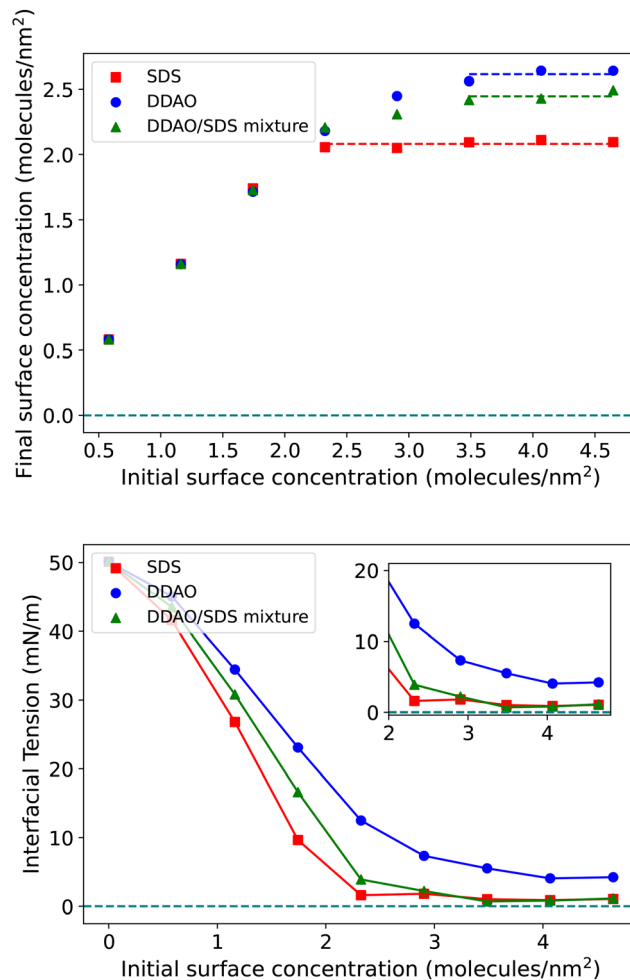 Final surface concentration (molecules/nm²)
2.5
2.0
1.5
1.0
0.5
0.0
SDS
DDAO
DDAO/SDS mixture
0.5 1.0 1.5 2.0 2.5 3.0 3.5 4.0 4.5
Initial surface concentration (molecules/nm²)
Interfacial Tension (mN/m)
50
40
30
20
10
0
SDS
DDAO
DDAO/SDS mixture
20
10
0
2 3 4
0 1 2 3 4
Initial surface concentration (molecules/nm²)